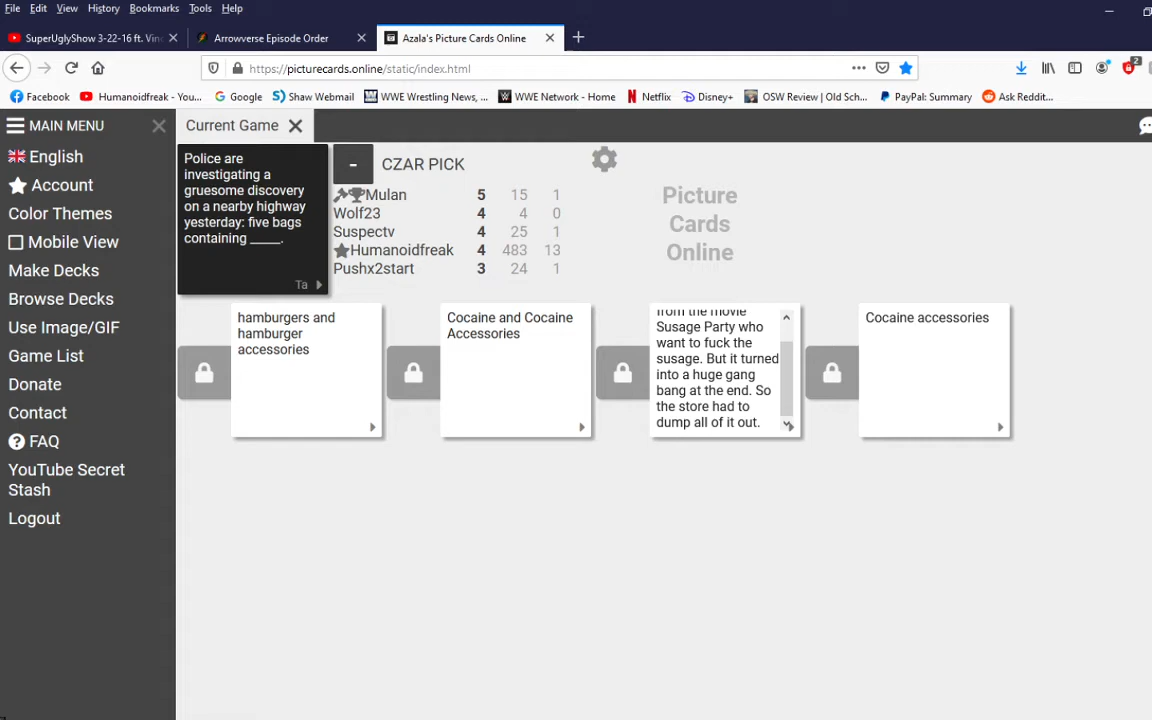 File Edit View History Bookmarks Tools Help
SuperUglyShow 3-22-16 ft. Vin
Arrowverse Episode Order
Azala's Picture Cards Online
https://picturecards.online/static/index.html
2
Facebook
Humanoidfreak - You...
Google
Shaw Webmail
WWE Wrestling News, ...
WWE Network - Home
Netflix
Disney+
OSW Review | Old Sch...
PayPal: Summary
Ask Reddit...
MAIN MENU
English
Account
Color Themes
Mobile View
Make Decks
Browse Decks
Use Image/GIF
Game List
Donate
Contact
FAQ
YouTube Secret
Stash
Logout
Current Game
Police are
investigating a
gruesome discovery
on a nearby highway
yesterday: five bags
containing _____.
Ta
-
CZAR PICK
Mulan 5 15 1
Wolf23 4 4 0
Suspectv 4 25 1
Humanoidfreak 4 483 13
Pushx2start 3 24 1
Picture
Cards
Online
hamburgers and
hamburger
accessories
Cocaine and Cocaine
Accessories
from the movie
Susage Party who
want to fuck the
susage. But it turned
into a huge gang
bang at the end. So
the store had to
dump all of it out.
Cocaine accessories